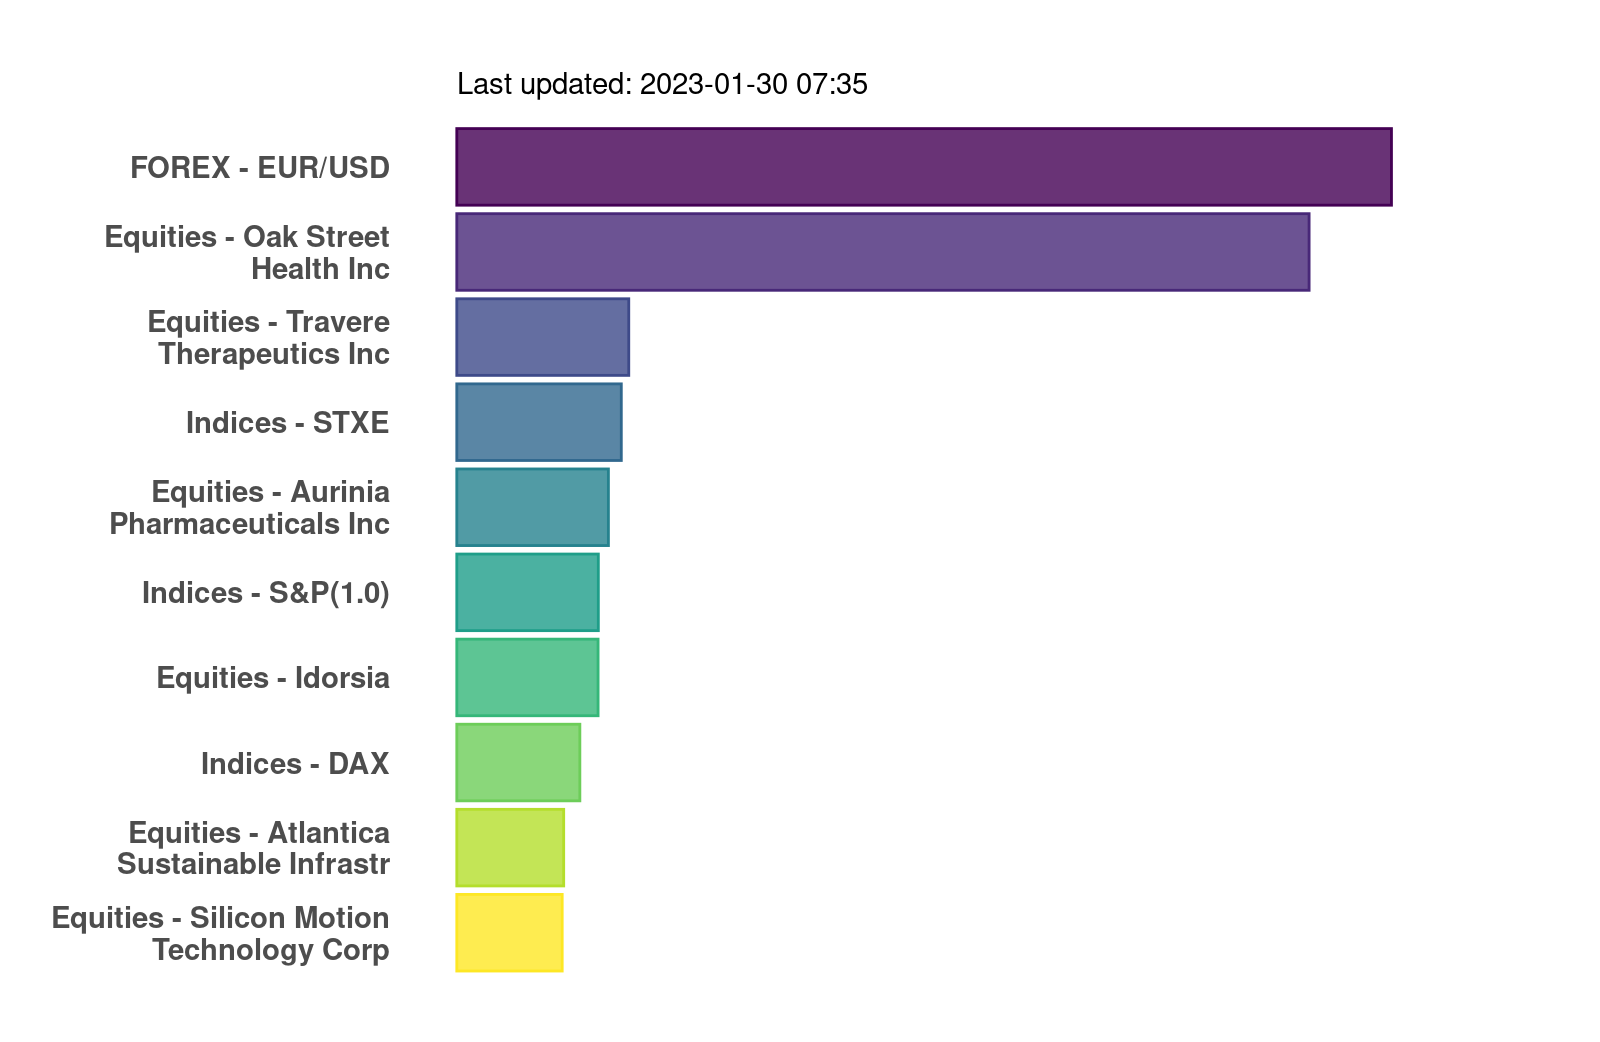 Last updated: 2023-01-30 07:35
FOREX - EUR/USD
Equities - Oak Street
Health Inc
Equities - Travere
Therapeutics Inc
Indices - STXE
Equities - Aurinia
Pharmaceuticals Inc
Indices - S&P(1.0)
Equities - Idorsia
Indices - DAX
Equities - Atlantica
Sustainable Infrastr
Equities - Silicon Motion
Technology Corp